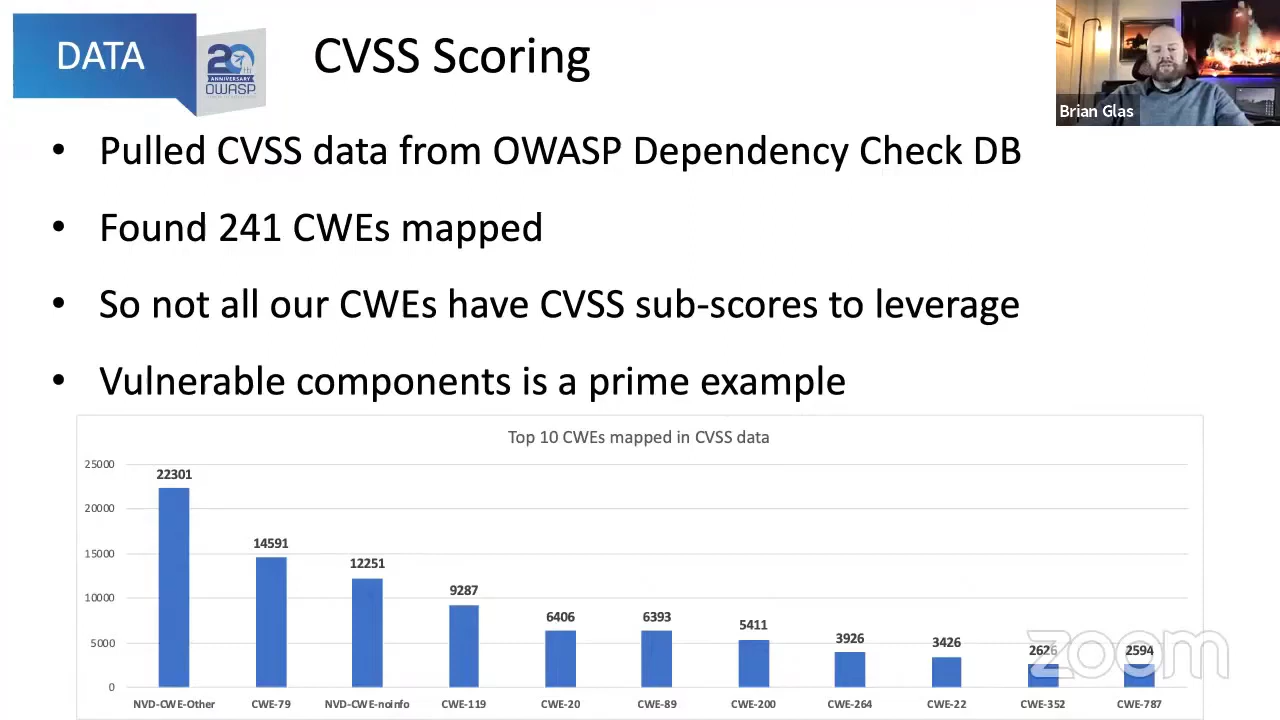 DATA
20
ANNIVERSARY
OWASP
CVSS Scoring
Brian Glas
• Pulled CVSS data from OWASP Dependency Check DB
• Found 241 CWEs mapped
• So not all our CWEs have CVSS sub-scores to leverage
• Vulnerable components is a prime example
Top 10 CWEs mapped in CVSS data
25000
20000
15000
10000
5000
0
22301
14591
12251
9287
6406
6393
5411
3926
3426
2626
2594
NVD-CWE-Other
CWE-79
NVD-CWE-noinfo
CWE-119
CWE-20
CWE-89
CWE-200
CWE-264
CWE-22
CWE-352
CWE-787
zoom